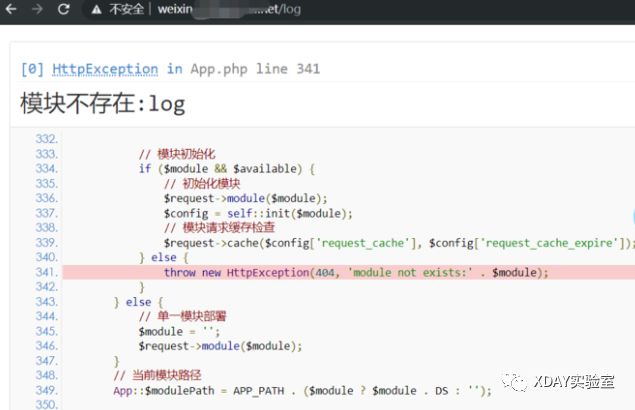 不安全 | weixin .net/log
[0] HttpException in App.php line 341
模块不存在:log
332.
333. // 模块初始化
334. if ($module && $available) {
335. // 初始化模块
336. $request->module($module);
337. $config = self::init($module);
338. // 模块请求缓存检查
339. $request->cache($config['request_cache'], $config['request_cache_expire']);
340. } else {
341. throw new HttpException(404, 'module not exists:' . $module);
342. }
343. } else {
344. // 单一模块部署
345. $module = '';
346. $request->module($module);
347. }
348. // 当前模块路径
349. App::$modulePath = APP_PATH . ($module ? $module . DS : '');
350.
XDAY实验室